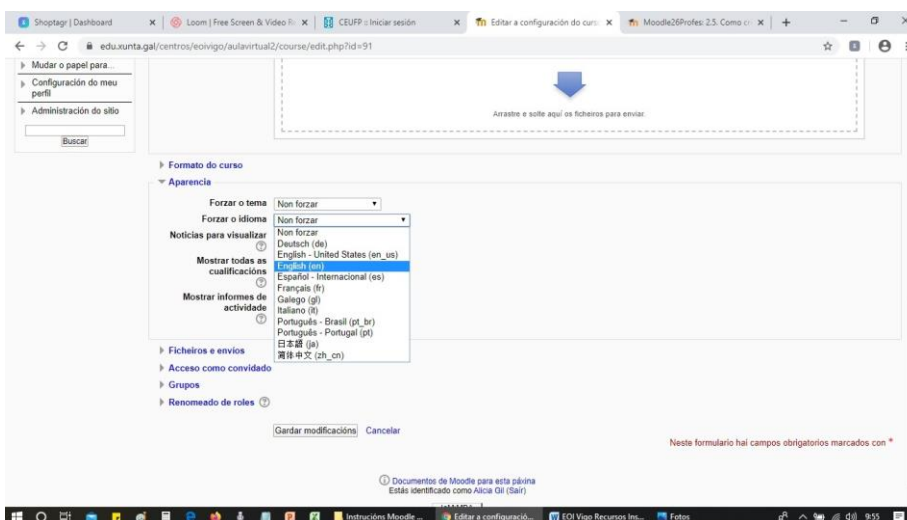 Shoptagr | Dashboard
Loom | Free Screen & Video R
CEUFP :: Iniciar sesión
Editar a configuración do curs
Moodle26Profes: 2.5. Como cr
edu.xunta.gal/centros/eoivigo/aulavirtual2/course/edit.php?id=91
Mudar o papel para...
Configuración do meu
perfil
Administración do sitio
Buscar
Arrastre e solte aquí os ficheiros para enviar.
Formato do curso
Aparencia
Forzar o tema Non forzar
Forzar o idioma Non forzar
Noticias para visualizar
Mostrar todas as
cualificacións
Mostrar informes de
actividade
Non forzar
Deutsch (de)
English - United States (en_us)
English (en)
Español - Internacional (es)
Français (fr)
Galego (gl)
Italiano (it)
Português - Brasil (pt_br)
Português - Portugal (pt)
日本語 (ja)
简体中文 (zh_cn)
Ficheiros e envíos
Acceso como convidado
Grupos
Renomeado de roles
Gardar modificacións Cancelar
Neste formulario hai campos obrigatorios marcados con *
Documentos de Moodle para esta páxina
Estás identificado como Alicia Gil (Saír)
Instrucións Moodle ...
Editar a configuració...
EOI Vigo Recursos Ins...
Fotos
9:55